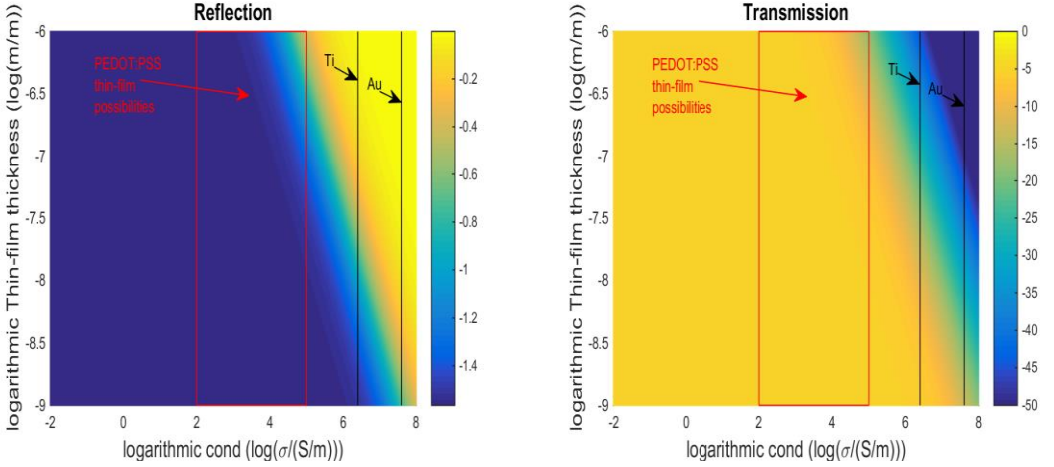 Reflection
logarithmic Thin-film thickness (log(m/m))
-6
-6.5
-7
-7.5
-8
-8.5
-9
PEDOT:PSS
thin-film
possibilities
Ti
Au
-2
0
2
4
6
8
logarithmic cond (log(σ/(S/m)))
-0.2
-0.4
-0.6
-0.8
-1
-1.2
-1.4
Transmission
logarithmic Thin-film thickness (log(m/m))
-6
-6.5
-7
-7.5
-8
-8.5
-9
PEDOT:PSS
thin-film
possibilities
Ti
Au
-2
0
2
4
6
8
logarithmic cond (log(σ/(S/m)))
0
-5
-10
-15
-20
-25
-30
-35
-40
-45
-50